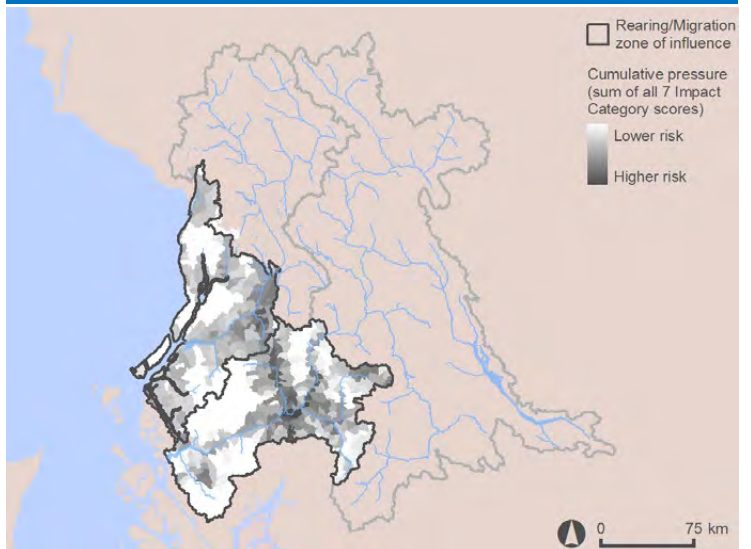 Rearing/Migration
zone of influence
Cumulative pressure
(sum of all 7 Impact
Category scores)
Lower risk
Higher risk
0 75 km